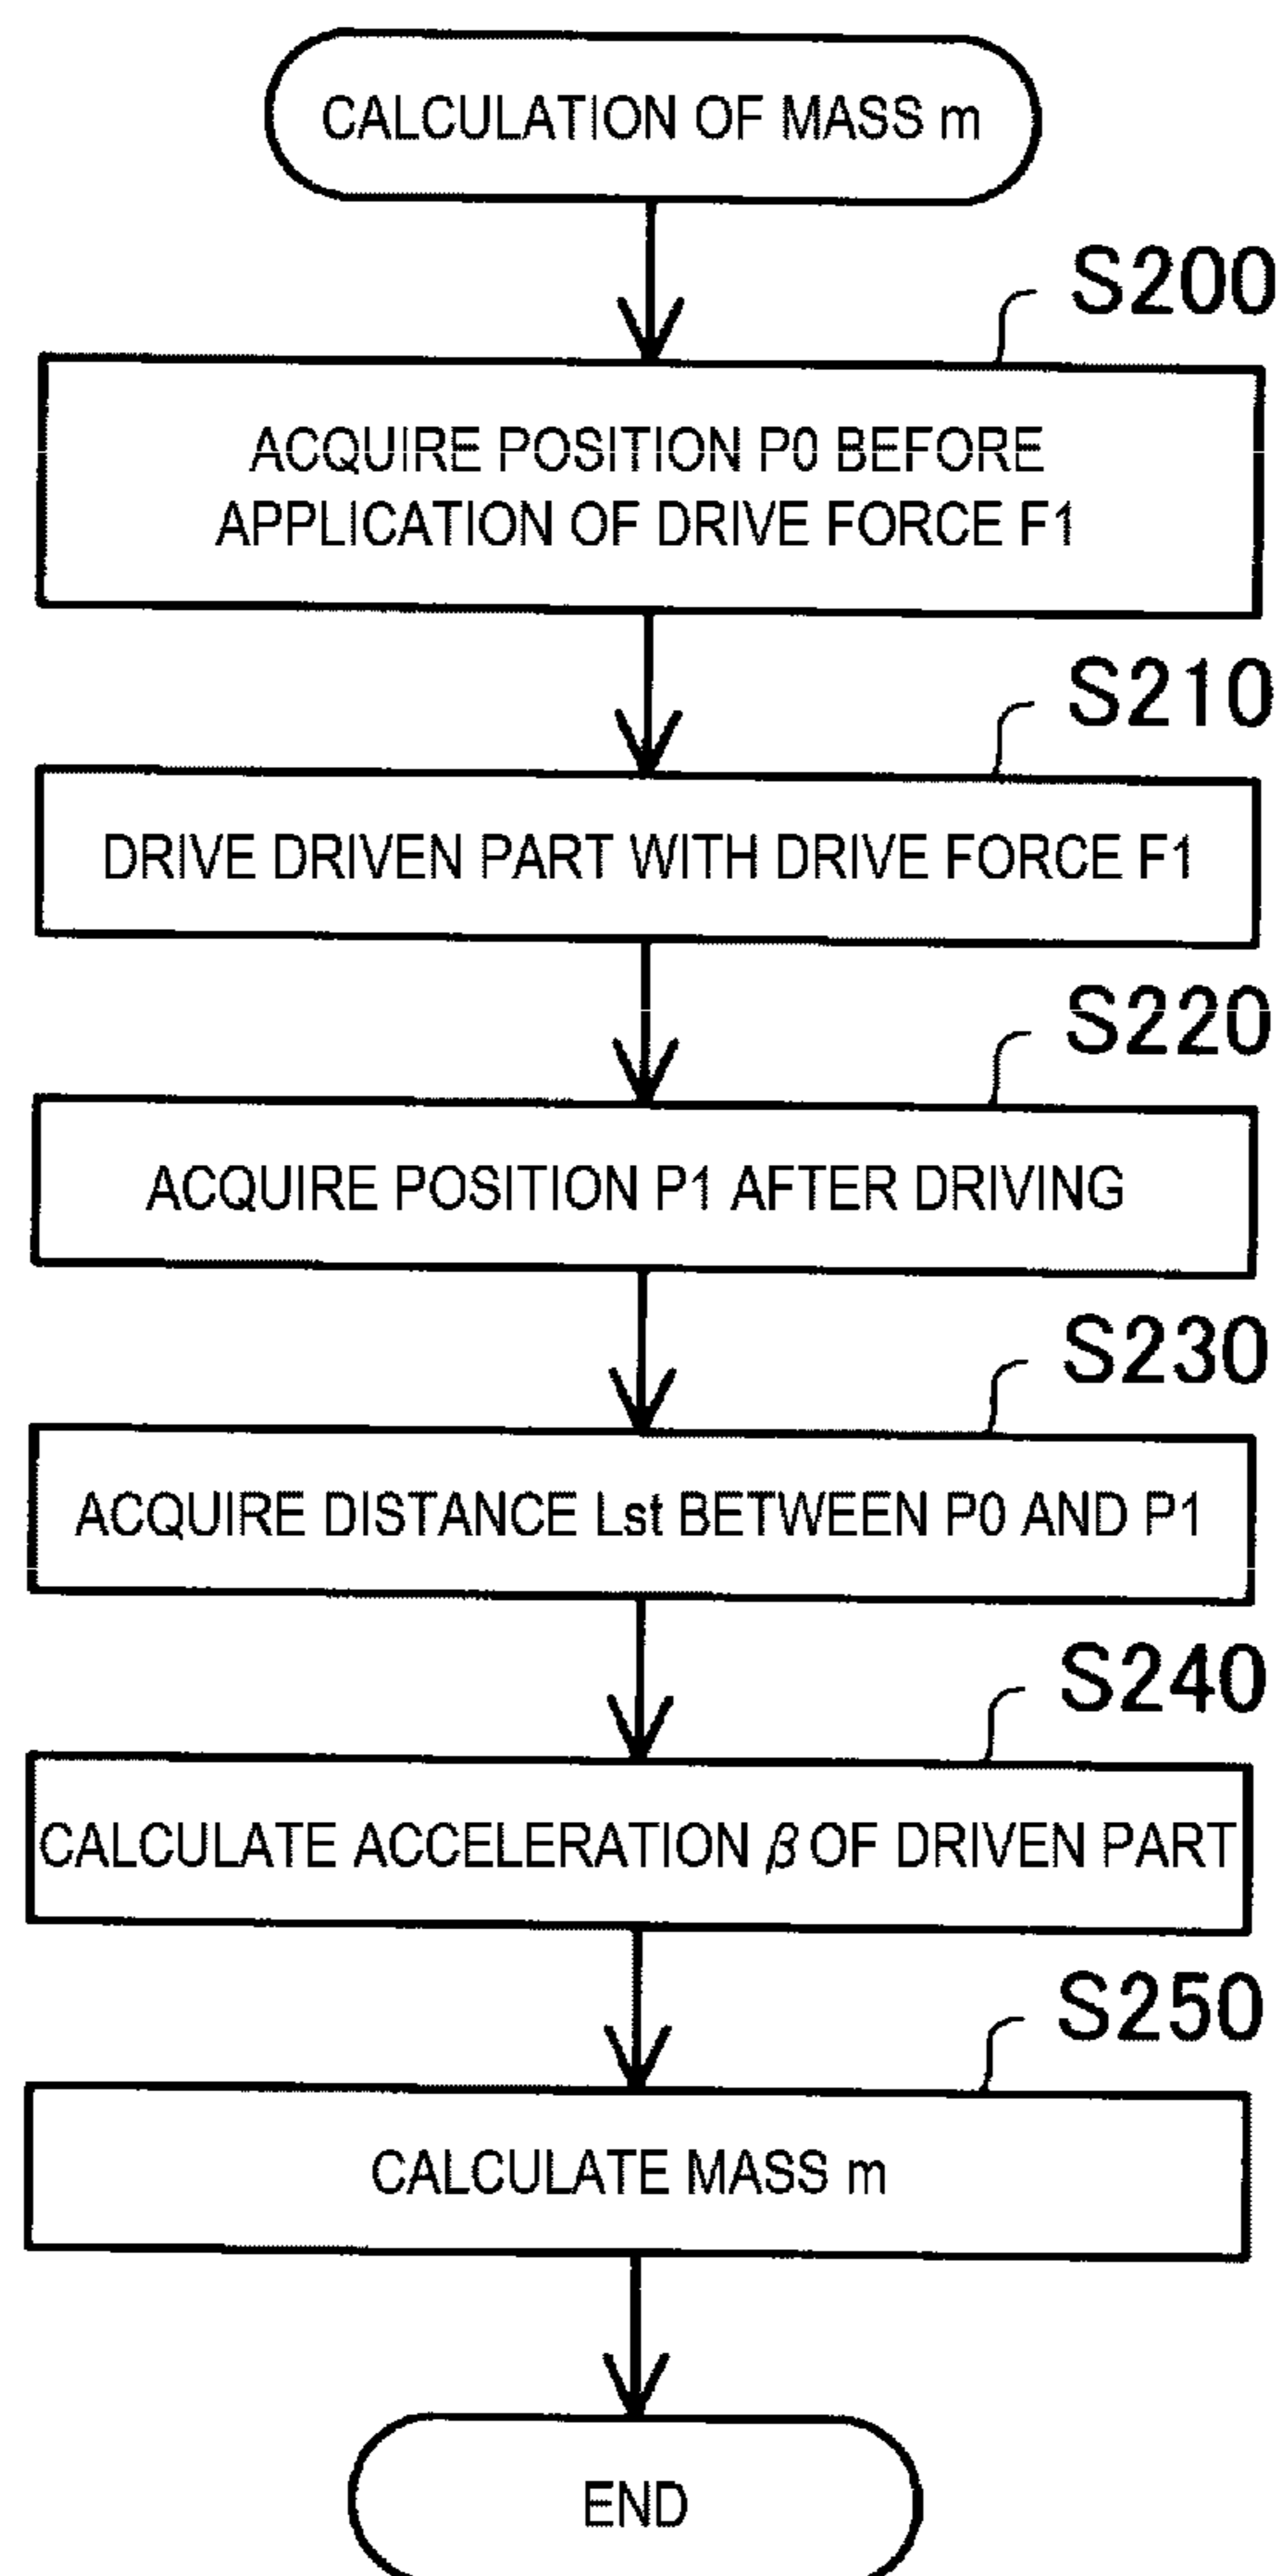 CALCULATION OF MASS m
S200
ACQUIRE POSITION P0 BEFORE
APPLICATION OF DRIVE FORCE F1
S210
DRIVE DRIVEN PART WITH DRIVE FORCE F1
S220
ACQUIRE POSITION P1 AFTER DRIVING
S230
ACQUIRE DISTANCE Lst BETWEEN P0 AND P1
S240
CALCULATE ACCELERATION β OF DRIVEN PART
S250
CALCULATE MASS m
END